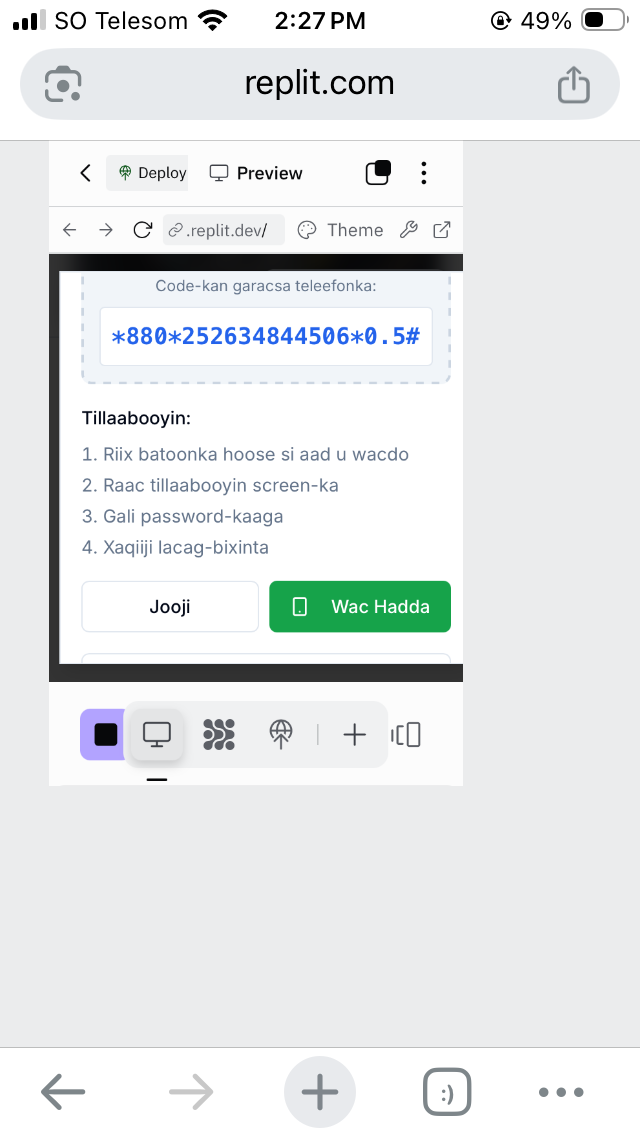 SO Telesom 2:27 PM 49%
replit.com
Deploy Preview
.replit.dev/ Theme
Code-kan garacsa teleefonka:
*880*252634844506*0.5#
Tillaabooyin:
1. Riix batoonka hoose si aad u wacdo
2. Raac tillaabooyin screen-ka
3. Gali password-kaaga
4. Xaqiiji lacag-bixinta
Jooji Wac Hadda
:)